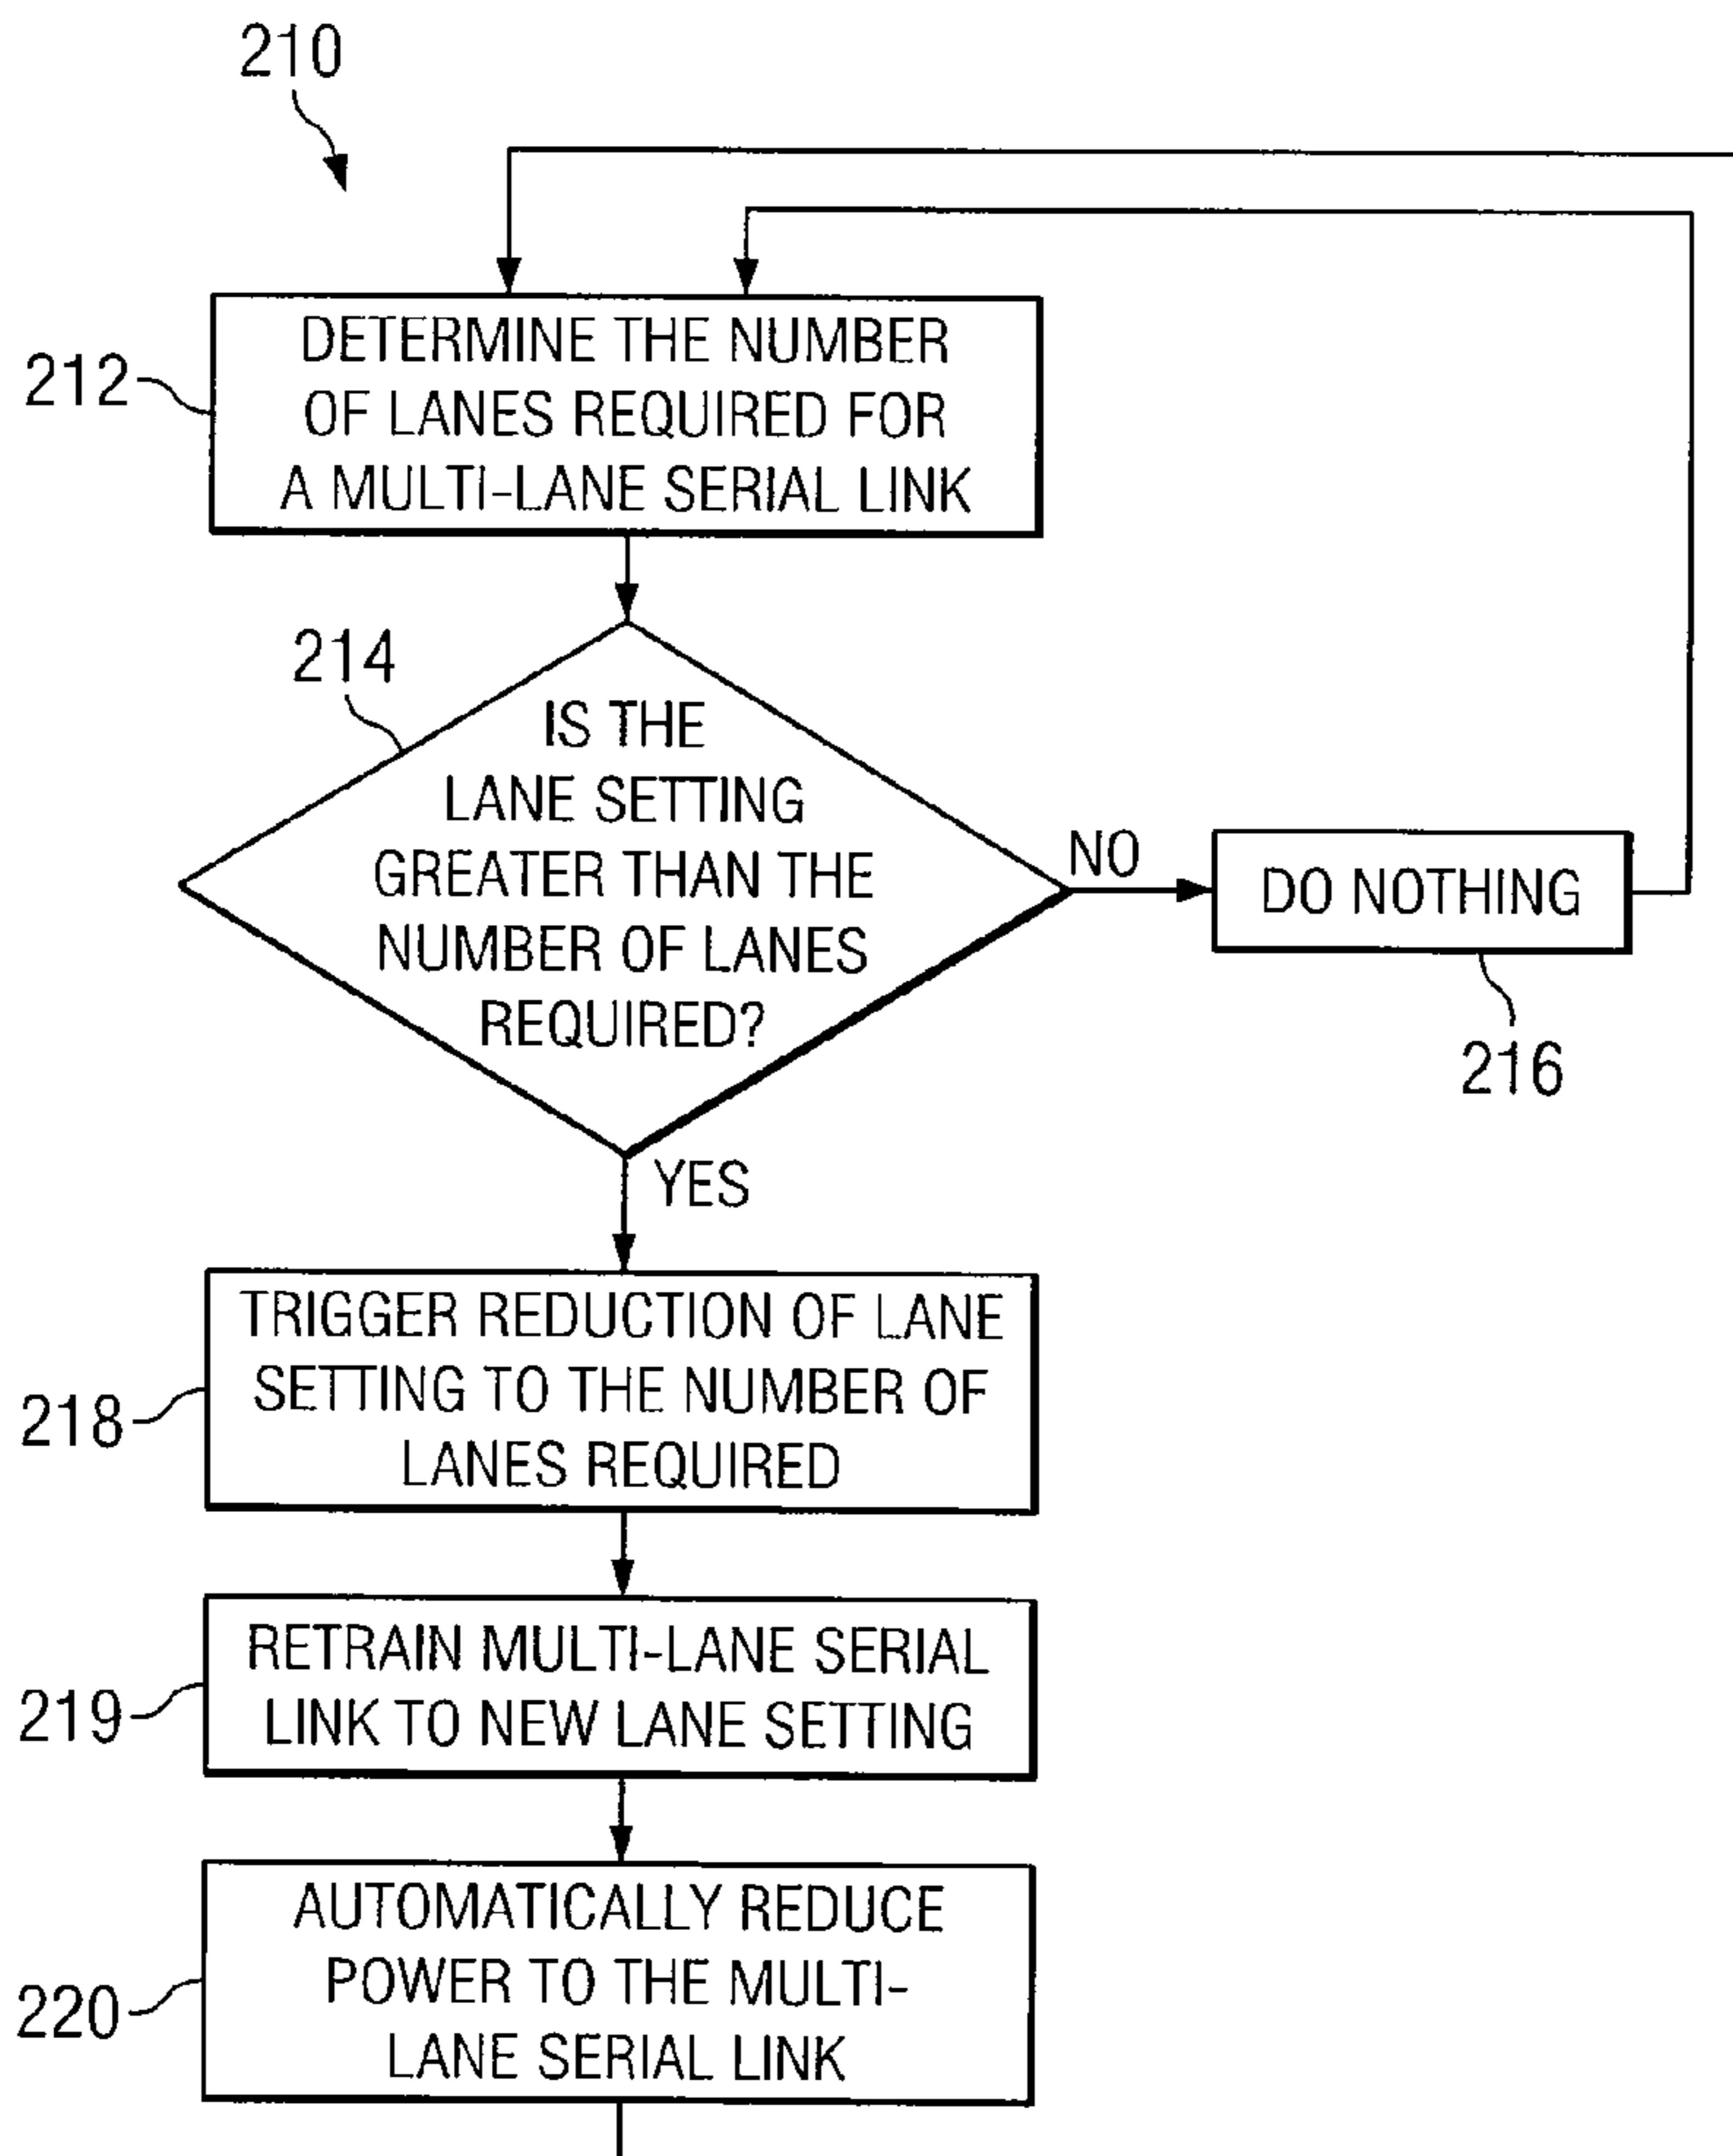 210
212
DETERMINE THE NUMBER
OF LANES REQUIRED FOR
A MULTI-LANE SERIAL LINK
214
IS THE
LANE SETTING
GREATER THAN THE
NUMBER OF LANES
REQUIRED?
NO
DO NOTHING
216
YES
218
TRIGGER REDUCTION OF LANE
SETTING TO THE NUMBER OF
LANES REQUIRED
219
RETRAIN MULTI-LANE SERIAL
LINK TO NEW LANE SETTING
220
AUTOMATICALLY REDUCE
POWER TO THE MULTI-
LANE SERIAL LINK